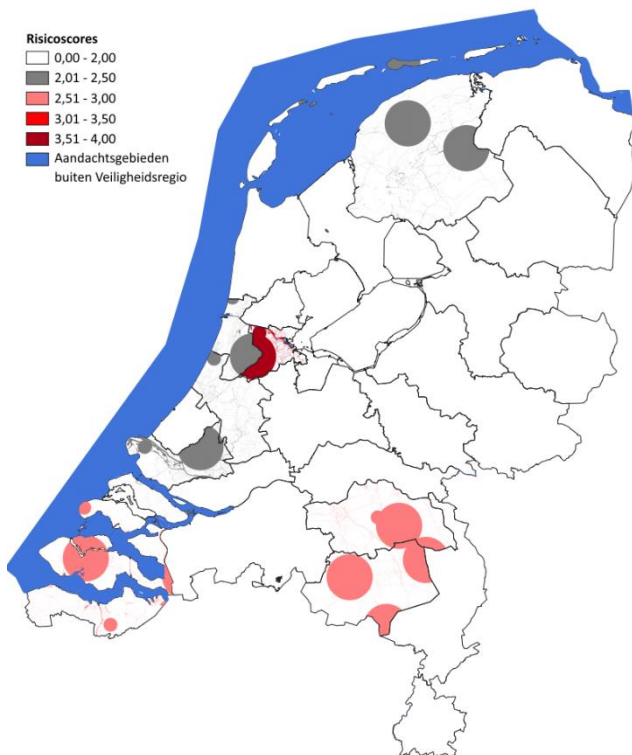 Risicoscores
0,00 - 2,00
2,01 - 2,50
2,51 - 3,00
3,01 - 3,50
3,51 - 4,00
Aandachtsgebieden
buiten Veiligheidsregio